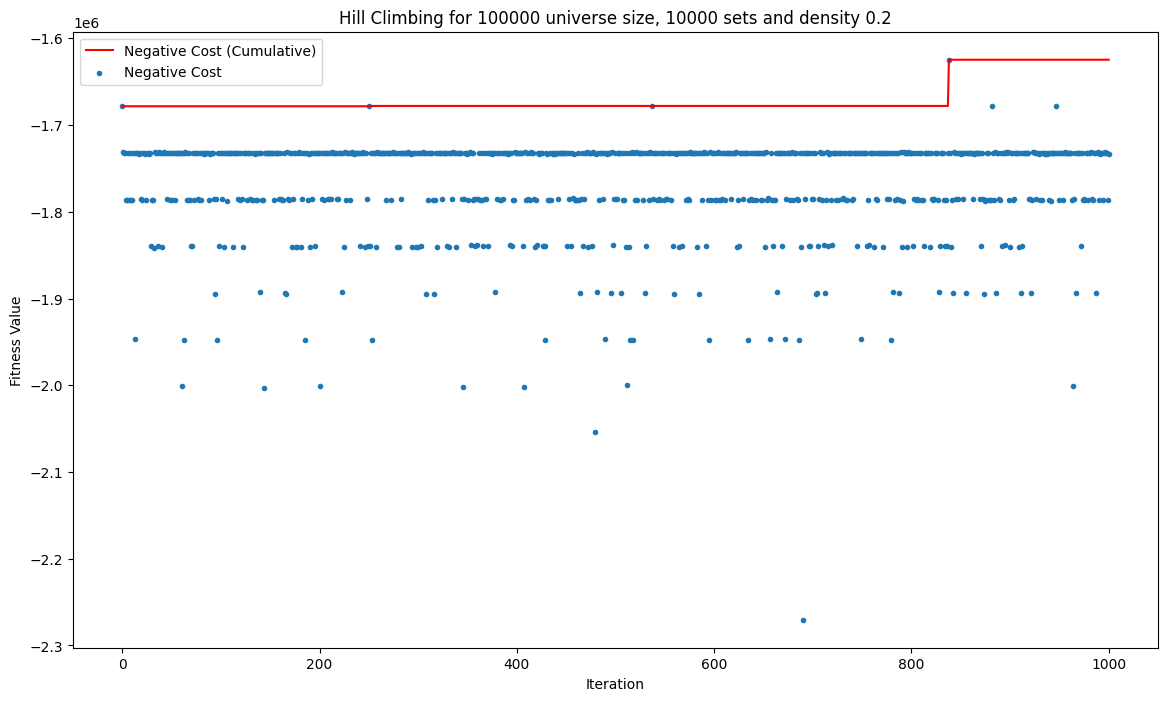 Hill Climbing for 100000 universe size, 10000 sets and density 0.2
1e6
Negative Cost (Cumulative)
Negative Cost
Fitness Value
−1.6
−1.7
−1.8
−1.9
−2.0
−2.1
−2.2
−2.3
0
200
400
600
800
1000
Iteration